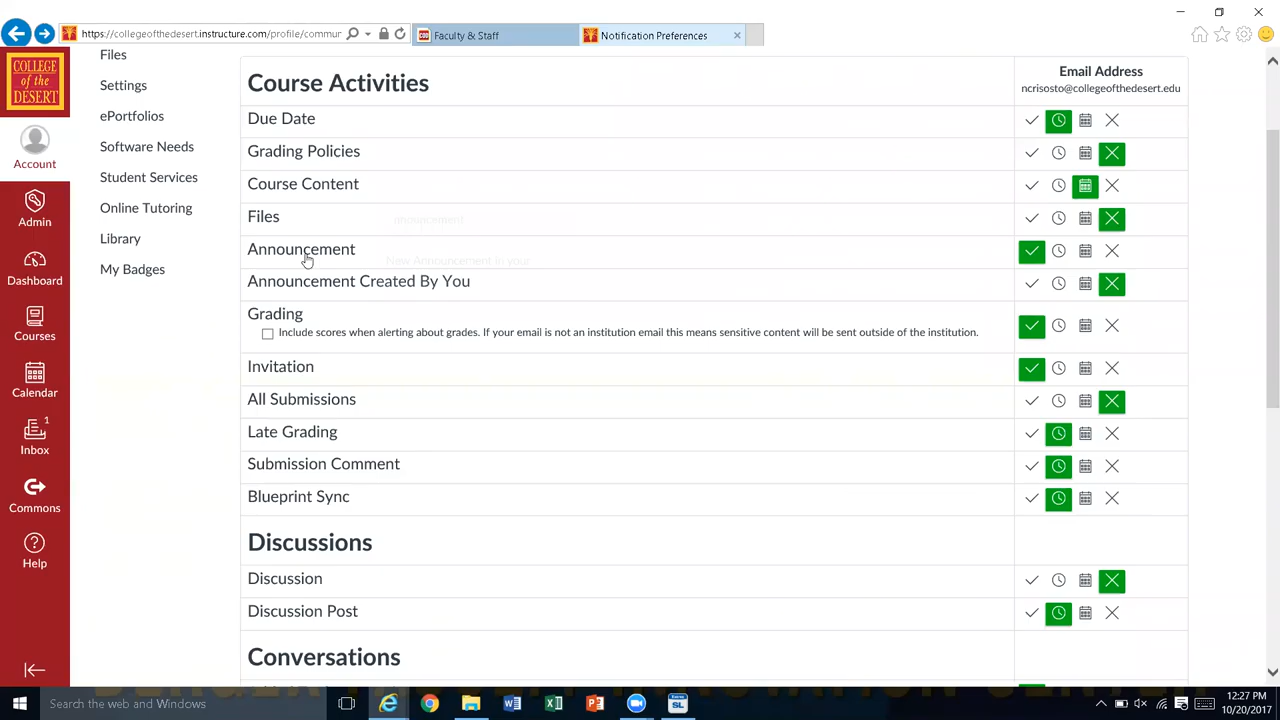 https://collegeofthedesert.instructure.com/profile/commur
Faculty & Staff
Notification Preferences
COLLEGE
of the
DESERT
Account
Admin
Dashboard
Courses
Calendar
1
Inbox
Commons
Help
Files
Settings
ePortfolios
Software Needs
Student Services
Online Tutoring
Library
My Badges
Course Activities
Email Address
ncrisosto@collegeofthedesert.edu
Due Date
Grading Policies
Course Content
Files
announcement
Announcement
New Announcement in your
Announcement Created By You
Grading
Include scores when alerting about grades. If your email is not an institution email this means sensitive content will be sent outside of the institution.
Invitation
All Submissions
Late Grading
Submission Comment
Blueprint Sync
Discussions
Discussion
Discussion Post
Conversations
Search the web and Windows
12:27 PM
10/20/2017